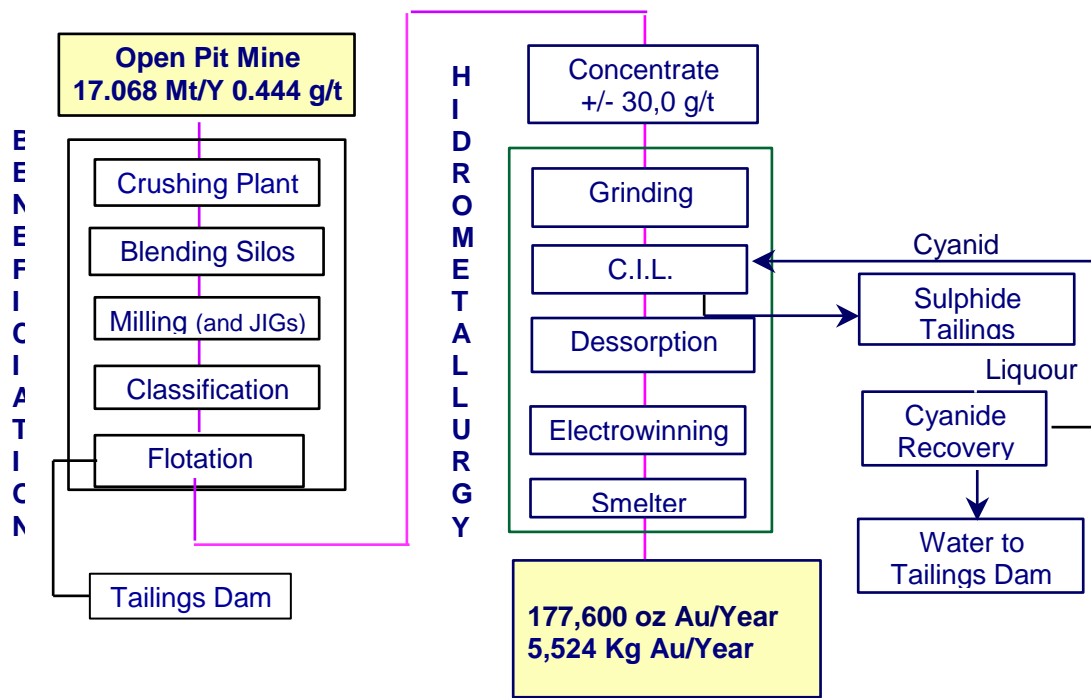 Open Pit Mine
17.068 Mt/Y 0.444 g/t
BENEFICIATION
Crushing Plant
Blending Silos
Milling (and JIGs)
Classification
Flotation
Tailings Dam
HIDROMETALLURGY
Concentrate
+/- 30,0 g/t
Grinding
C.I.L.
Dessorption
Electrowinning
Smelter
177,600 oz Au/Year
5,524 Kg Au/Year
Cyanid
Sulphide
Tailings
Liquour
Cyanide
Recovery
Water to
Tailings Dam